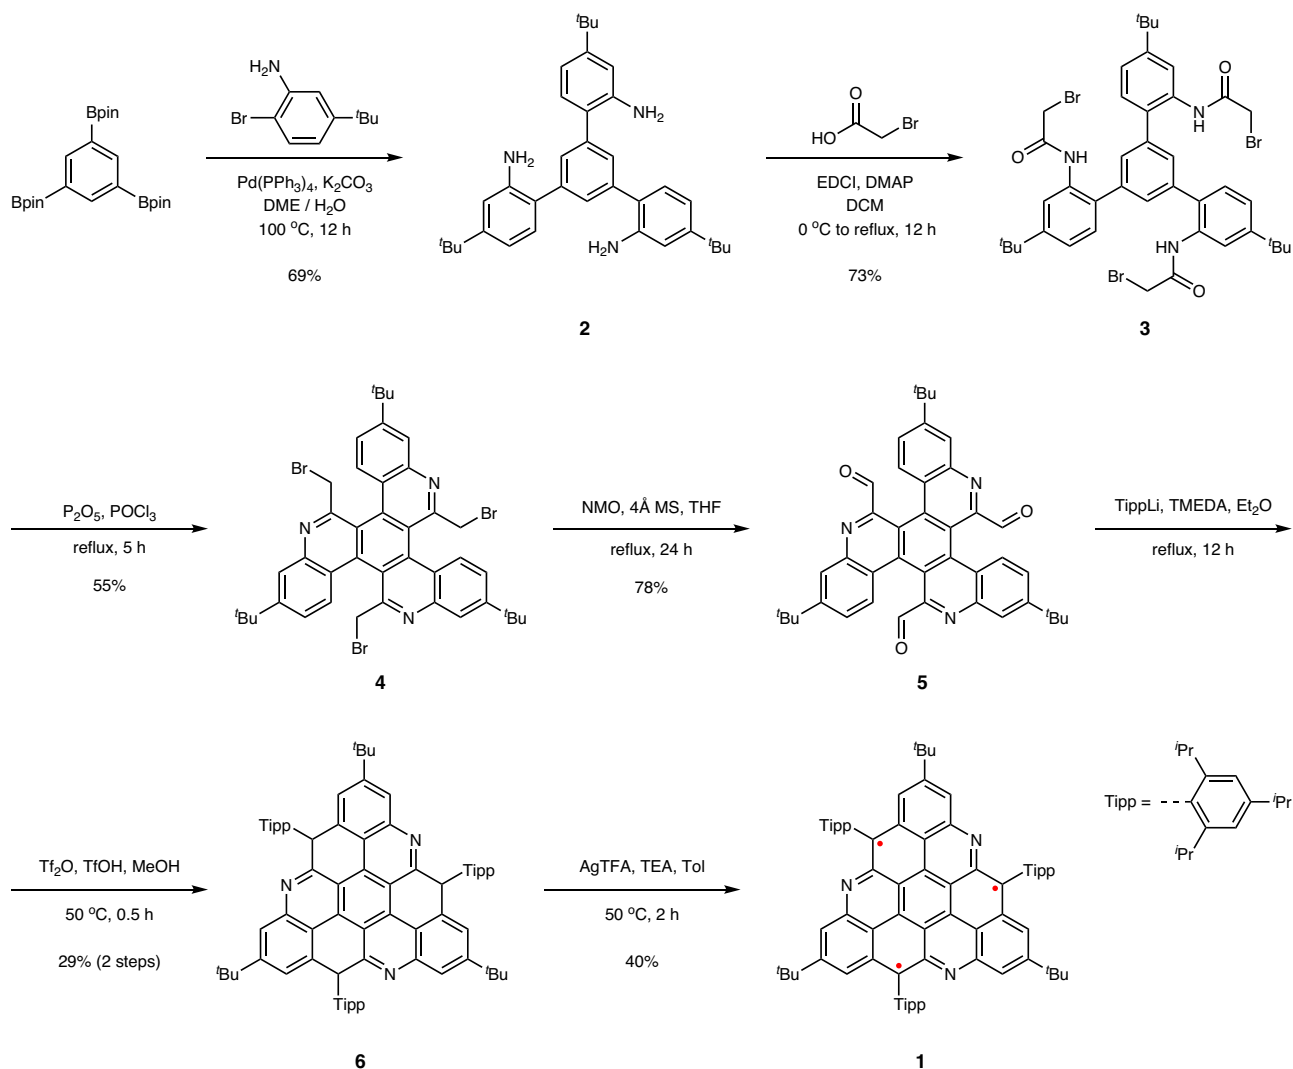 Bpin
Bpin
Bpin
H₂N
Br
ᵗBu
Pd(PPh₃)₄, K₂CO₃
DME / H₂O
100 °C, 12 h
69%
ᵗBu
NH₂
NH₂
ᵗBu
H₂N
ᵗBu
2
O
HO
Br
EDCI, DMAP
DCM
0 °C to reflux, 12 h
73%
ᵗBu
O
Br
N
H
Br
O
NH
ᵗBu
HN
ᵗBu
Br
O
3
P₂O₅, POCl₃
reflux, 5 h
55%
ᵗBu
Br
N
N
Br
ᵗBu
N
ᵗBu
Br
4
NMO, 4Å MS, THF
reflux, 24 h
78%
ᵗBu
O
N
N
O
ᵗBu
N
ᵗBu
O
5
TippLi, TMEDA, Et₂O
reflux, 12 h
Tf₂O, TfOH, MeOH
50 °C, 0.5 h
29% (2 steps)
ᵗBu
Tipp
N
Tipp
N
ᵗBu
N
ᵗBu
Tipp
6
AgTFA, TEA, Tol
50 °C, 2 h
40%
ᵗBu
Tipp
N
Tipp
N
ᵗBu
N
ᵗBu
Tipp
1
Tipp =
ⁱPr
ⁱPr
ⁱPr